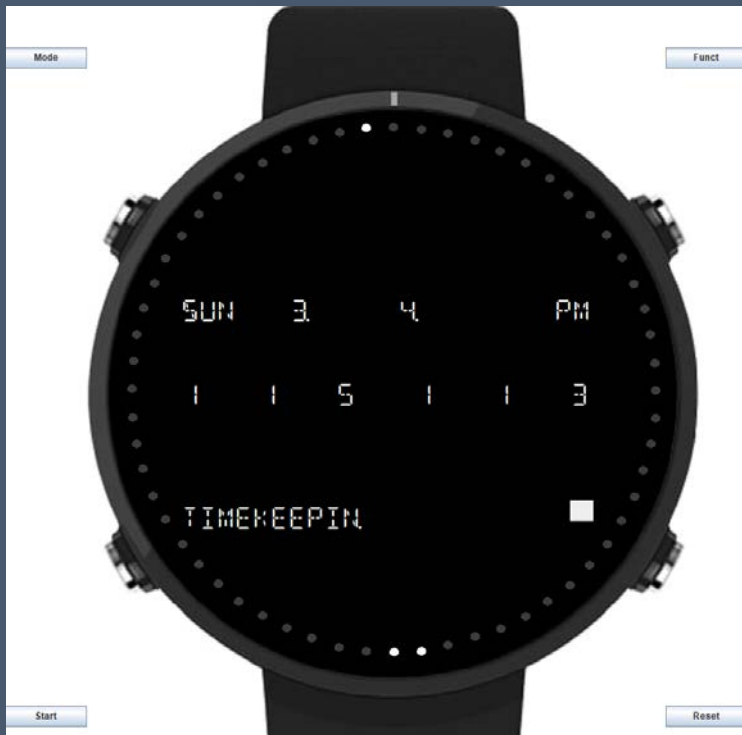 Mode Funct
SUN 3. 4. PM
1 1 5 1 1 3
TIMEKEEPIN.
Start Reset